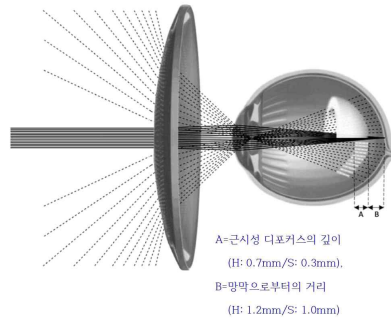 A B
A=근시성 디포커스의 깊이
(H: 0.7mm/S: 0.3mm),
B=망막으로부터의 거리
(H: 1.2mm/S: 1.0mm)